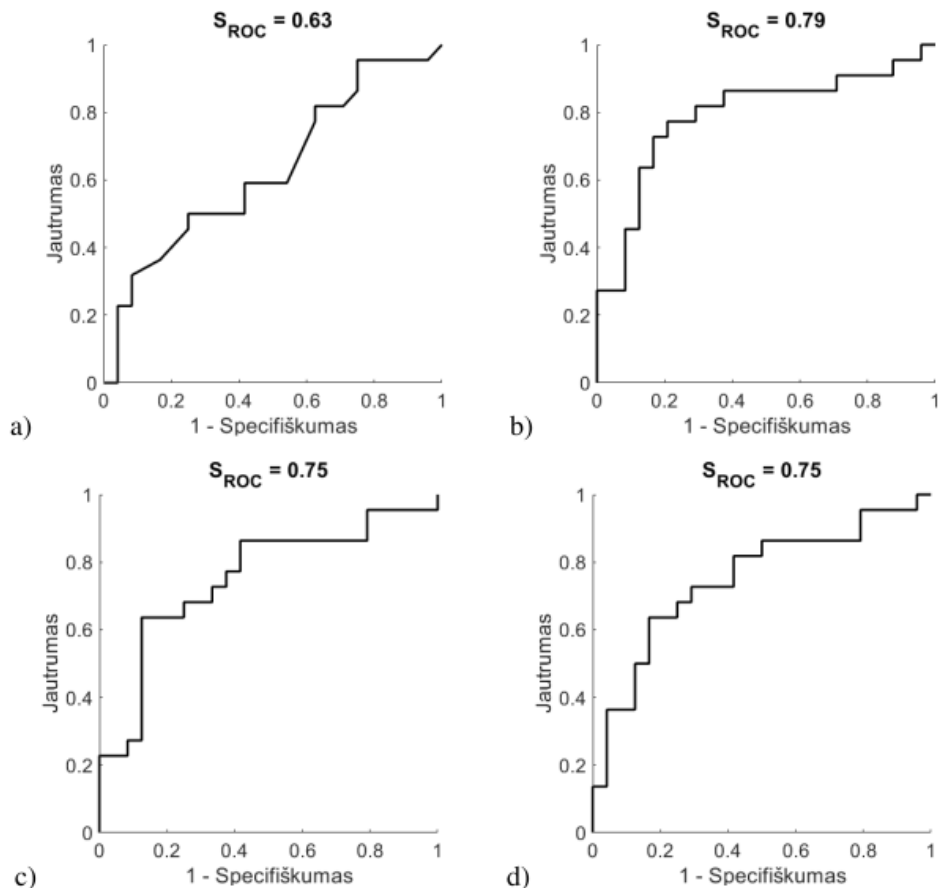 S_ROC = 0.63
1
0.8
0.6
0.4
0.2
0
Jautrumas
0 0.2 0.4 0.6 0.8 1
1 - Specifiškumas
a)
S_ROC = 0.79
1
0.8
0.6
0.4
0.2
0
Jautrumas
0 0.2 0.4 0.6 0.8 1
1 - Specifiškumas
b)
S_ROC = 0.75
1
0.8
0.6
0.4
0.2
0
Jautrumas
0 0.2 0.4 0.6 0.8 1
1 - Specifiškumas
c)
S_ROC = 0.75
1
0.8
0.6
0.4
0.2
0
Jautrumas
0 0.2 0.4 0.6 0.8 1
1 - Specifiškumas
d)